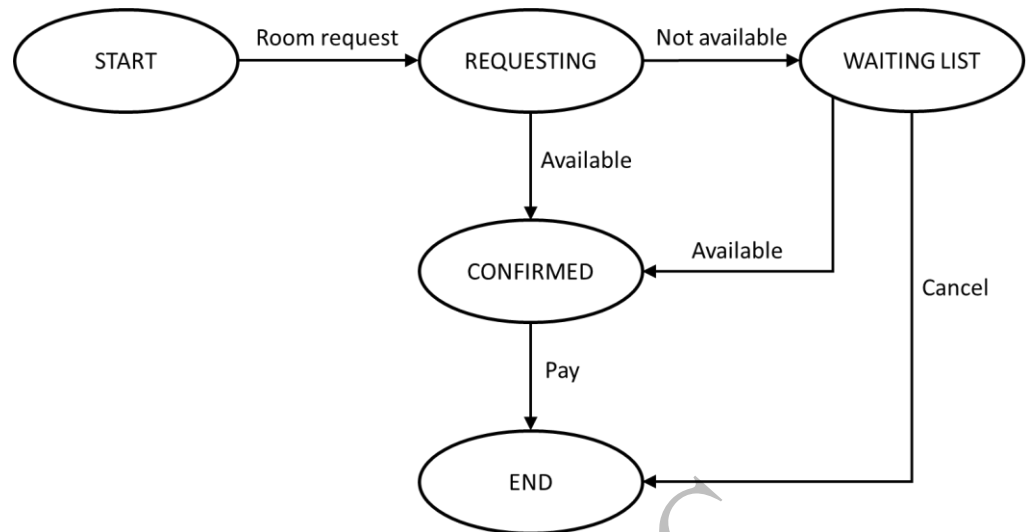 START
Room request
REQUESTING
Not available
WAITING LIST
Available
CONFIRMED
Available
Cancel
Pay
END